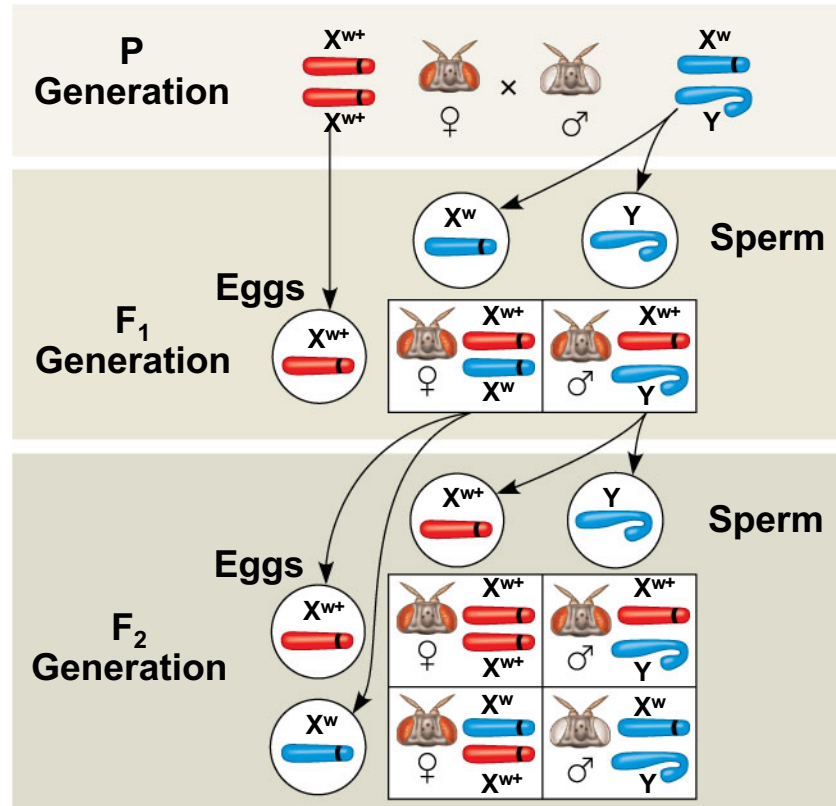 P
Generation
Xw+
Xw+
♀
×
♂
Xw
Y
F1
Generation
Xw
Y
Sperm
Eggs
Xw+
Xw+
♀
Xw
Xw+
♂
Y
F2
Generation
Xw+
Y
Sperm
Eggs
Xw+
Xw
Xw+
♀
Xw+
Xw+
♂
Y
Xw
♀
Xw+
Xw
♂
Y